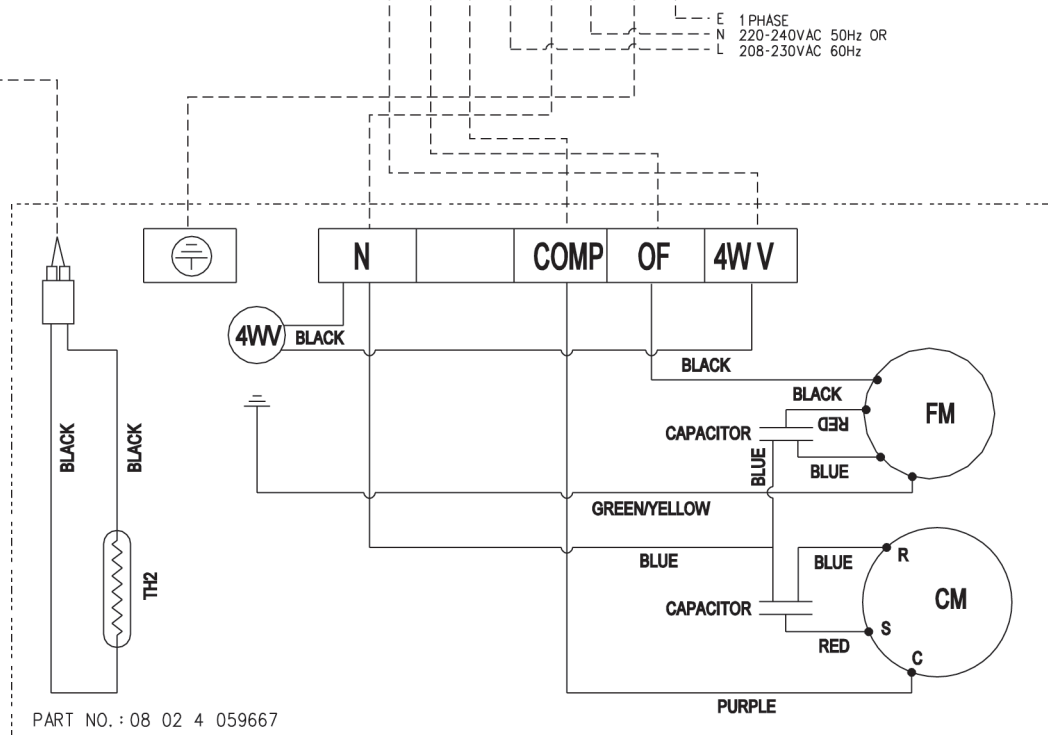 E 1 PHASE
N 220-240VAC 50Hz OR
L 208-230VAC 60Hz
N COMP OF 4W V
4WV
BLACK
BLACK
BLACK
FM
RED
CAPACITOR
BLACK
BLACK
BLUE
BLUE
GREEN/YELLOW
BLUE
BLUE
R
TH2
CM
CAPACITOR
S
RED
C
PURPLE
PART NO.: 08 02 4 059667